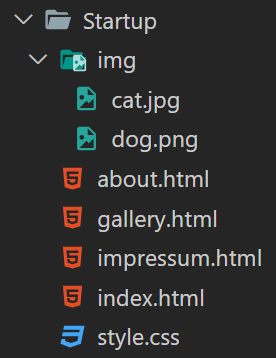 Startup
img
cat.jpg
dog.png
about.html
gallery.html
impressum.html
index.html
style.css